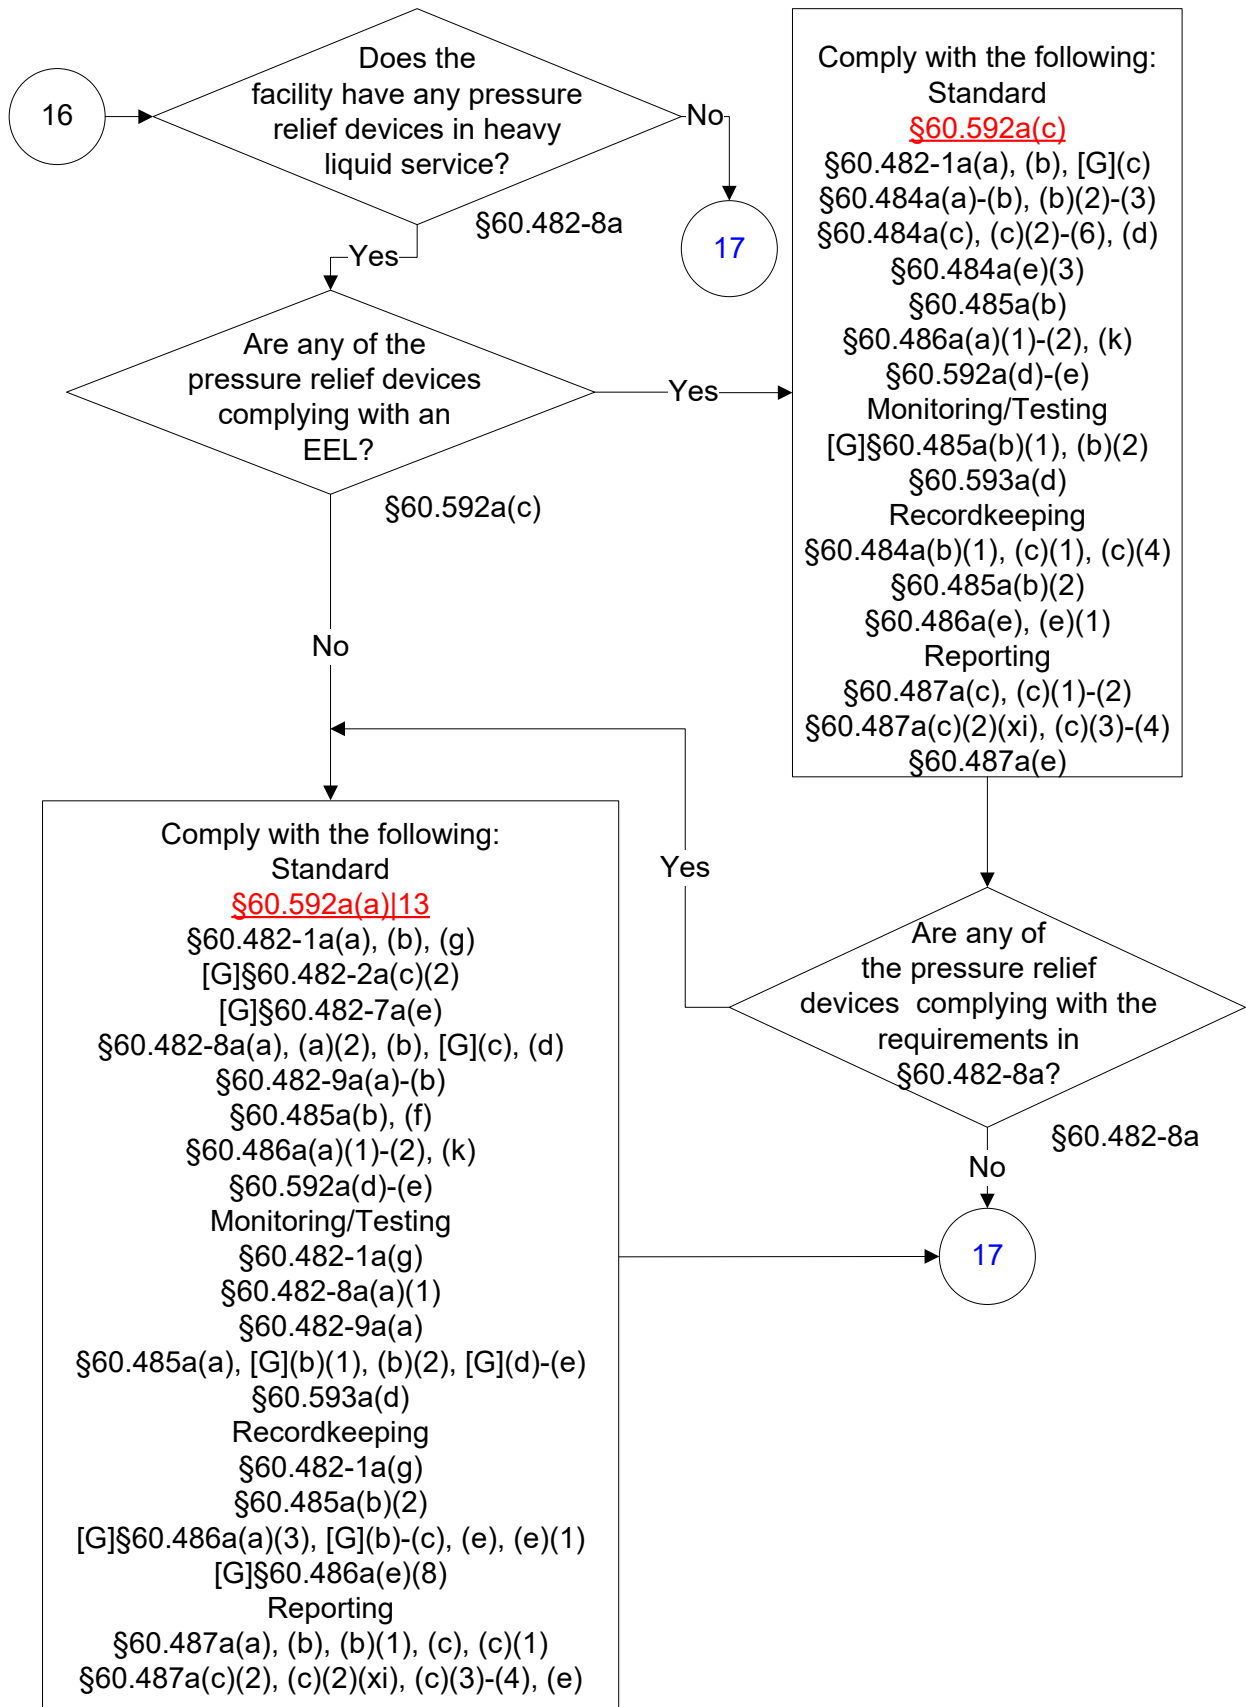 16
Does the
facility have any pressure
relief devices in heavy
liquid service?
No
§60.482-8a
17
Yes
Are any of the
pressure relief devices
complying with an
EEL?
Yes
§60.592a(c)
No
Comply with the following:
Standard
§60.592a(c)
§60.482-1a(a), (b), [G](c)
§60.484a(a)-(b), (b)(2)-(3)
§60.484a(c), (c)(2)-(6), (d)
§60.484a(e)(3)
§60.485a(b)
§60.486a(a)(1)-(2), (k)
§60.592a(d)-(e)
Monitoring/Testing
[G]§60.485a(b)(1), (b)(2)
§60.593a(d)
Recordkeeping
§60.484a(b)(1), (c)(1), (c)(4)
§60.485a(b)(2)
§60.486a(e), (e)(1)
Reporting
§60.487a(c), (c)(1)-(2)
§60.487a(c)(2)(xi), (c)(3)-(4)
§60.487a(e)
Are any of
the pressure relief
devices complying with the
requirements in
§60.482-8a?
Yes
§60.482-8a
No
17
Comply with the following:
Standard
§60.592a(a)|13
§60.482-1a(a), (b), (g)
[G]§60.482-2a(c)(2)
[G]§60.482-7a(e)
§60.482-8a(a), (a)(2), (b), [G](c), (d)
§60.482-9a(a)-(b)
§60.485a(b), (f)
§60.486a(a)(1)-(2), (k)
§60.592a(d)-(e)
Monitoring/Testing
§60.482-1a(g)
§60.482-8a(a)(1)
§60.482-9a(a)
§60.485a(a), [G](b)(1), (b)(2), [G](d)-(e)
§60.593a(d)
Recordkeeping
§60.482-1a(g)
§60.485a(b)(2)
[G]§60.486a(a)(3), [G](b)-(c), (e), (e)(1)
[G]§60.486a(e)(8)
Reporting
§60.487a(a), (b), (b)(1), (c), (c)(1)
§60.487a(c)(2), (c)(2)(xi), (c)(3)-(4), (e)